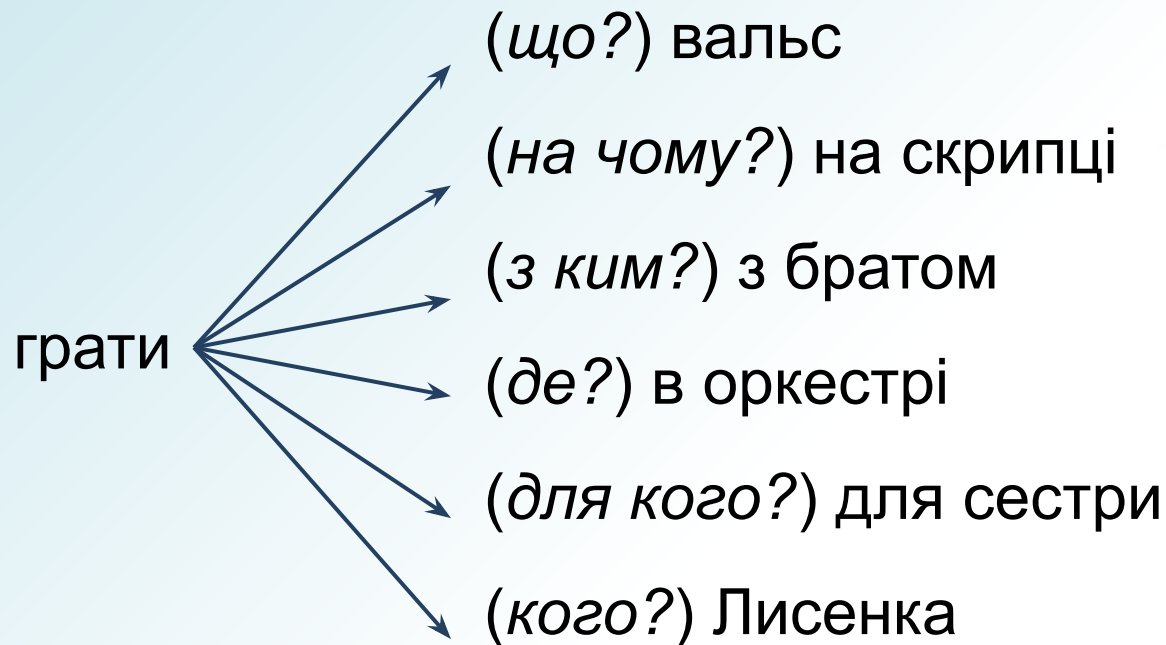 (що?) вальс
(на чому?) на скрипці
(з ким?) з братом
грати
(де?) в оркестрі
(для кого?) для сестри
(кого?) Лисенка